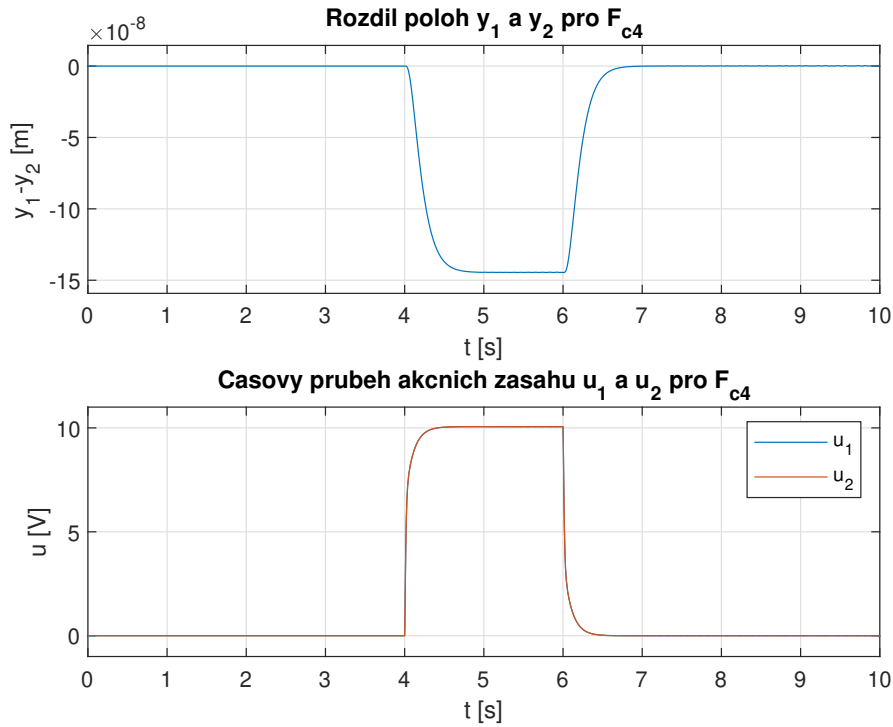 Rozdil poloh y1 a y2 pro Fc4
×10-8
0
-5
-10
-15
y1-y2 [m]
0 1 2 3 4 5 6 7 8 9 10
t [s]
Casovy prubeh akcnich zasahu u1 a u2 pro Fc4
10
5
0
u [V]
u1
u2
0 1 2 3 4 5 6 7 8 9 10
t [s]